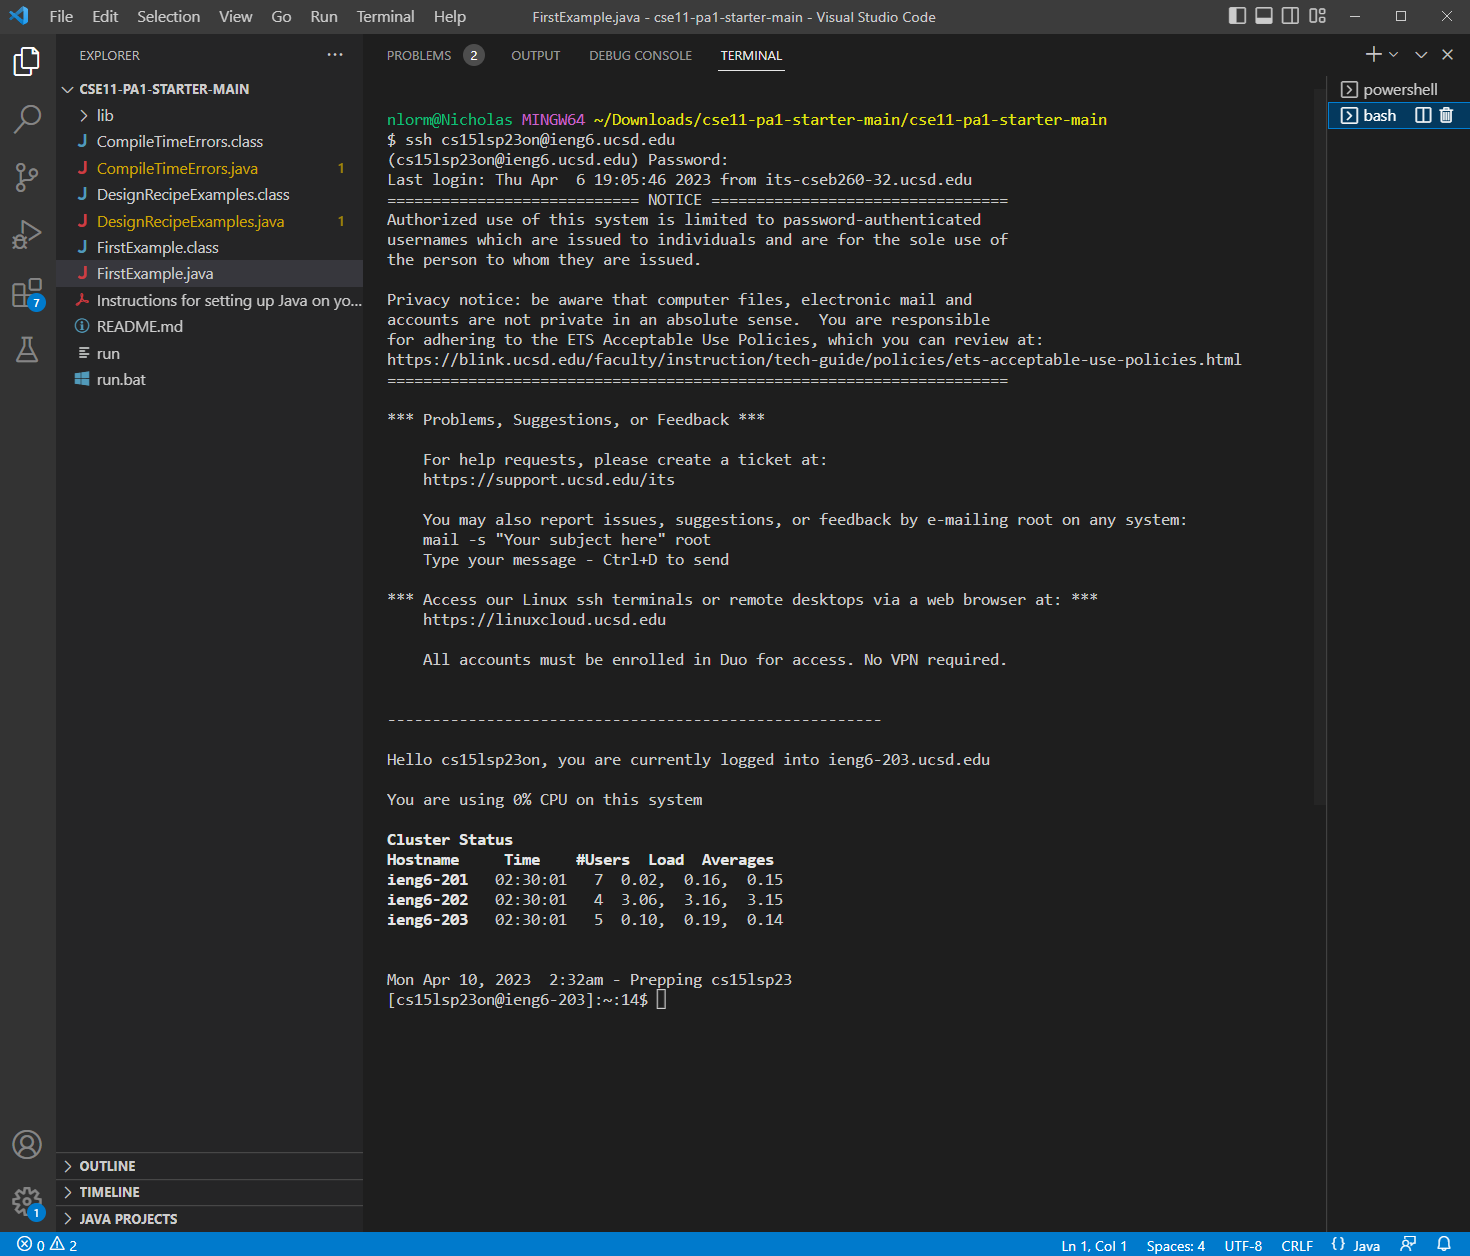 File Edit Selection View Go Run Terminal Help FirstExample.java - cse11-pa1-starter-main - Visual Studio Code
EXPLORER ···
CSE11-PA1-STARTER-MAIN
lib
CompileTimeErrors.class
CompileTimeErrors.java 1
DesignRecipeExamples.class
DesignRecipeExamples.java 1
FirstExample.class
FirstExample.java
Instructions for setting up Java on yo...
README.md
run
run.bat
7
1
OUTLINE
TIMELINE
JAVA PROJECTS
PROBLEMS 2 OUTPUT DEBUG CONSOLE TERMINAL
powershell
bash
nlorm@Nicholas MINGW64 ~/Downloads/cse11-pa1-starter-main/cse11-pa1-starter-main
$ ssh cs15lsp23on@ieng6.ucsd.edu
(cs15lsp23on@ieng6.ucsd.edu) Password:
Last login: Thu Apr  6 19:05:46 2023 from its-cseb260-32.ucsd.edu
============================ NOTICE =================================
Authorized use of this system is limited to password-authenticated
usernames which are issued to individuals and are for the sole use of
the person to whom they are issued.
Privacy notice: be aware that computer files, electronic mail and
accounts are not private in an absolute sense.  You are responsible
for adhering to the ETS Acceptable Use Policies, which you can review at:
https://blink.ucsd.edu/faculty/instruction/tech-guide/policies/ets-acceptable-use-policies.html
=====================================================================
*** Problems, Suggestions, or Feedback ***
For help requests, please create a ticket at:
https://support.ucsd.edu/its
You may also report issues, suggestions, or feedback by e-mailing root on any system:
mail -s "Your subject here" root
Type your message - Ctrl+D to send
*** Access our Linux ssh terminals or remote desktops via a web browser at: ***
https://linuxcloud.ucsd.edu
All accounts must be enrolled in Duo for access. No VPN required.
-------------------------------------------------------
Hello cs15lsp23on, you are currently logged into ieng6-203.ucsd.edu
You are using 0% CPU on this system
Cluster Status
Hostname     Time    #Users  Load  Averages
ieng6-201   02:30:01   7  0.02,  0.16,  0.15
ieng6-202   02:30:01   4  3.06,  3.16,  3.15
ieng6-203   02:30:01   5  0.10,  0.19,  0.14
Mon Apr 10, 2023  2:32am - Prepping cs15lsp23
[cs15lsp23on@ieng6-203]:~:14$
0 2 Ln 1, Col 1 Spaces: 4 UTF-8 CRLF {} Java